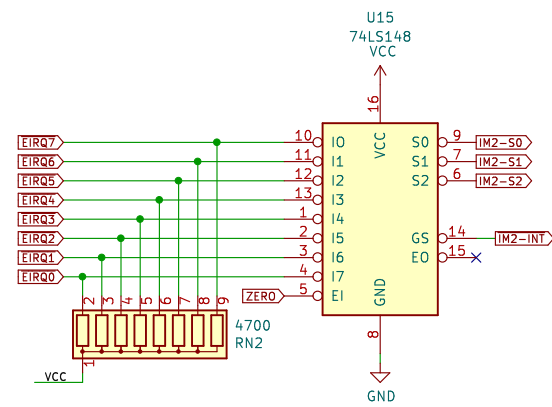 U15
74LS148
VCC
16
EIRQ7 10 I0 VCC S0 9 IM2-S0
EIRQ6 11 I1 S1 7 IM2-S1
EIRQ5 12 I2 S2 6 IM2-S2
EIRQ4 13 I3
EIRQ3 1 I4
EIRQ2 2 I5 GS 14 IM2-INT
EIRQ1 3 I6 EO 15
EIRQ0 4 I7
ZERO 5 EI GND
2 3 4 5 6 7 8 9
4700
RN2
8
1
VCC
GND